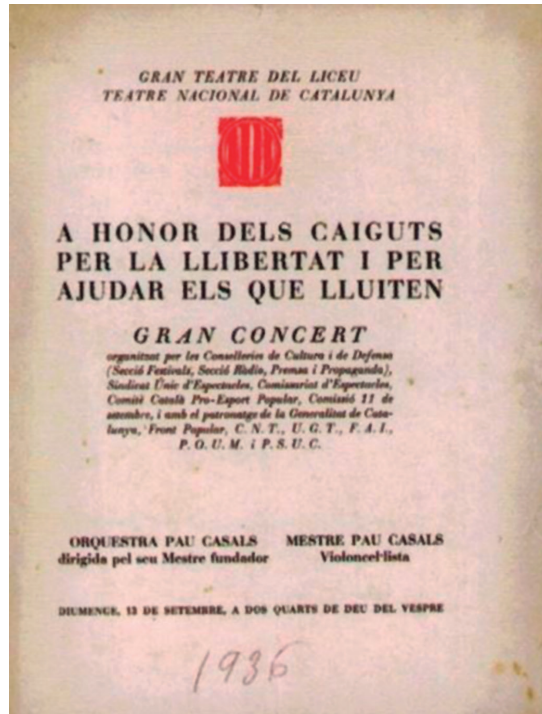 GRAN TEATRE DEL LICEU
TEATRE NACIONAL DE CATALUNYA
A HONOR DELS CAIGUTS
PER LA LLIBERTAT I PER
AJUDAR ELS QUE LLUITEN
GRAN CONCERT
organitzat per les Conselleries de Cultura i de Defensa
(Secció Festivals, Secció Ràdio, Premsa i Propaganda),
Sindicat Únic d'Espectacles, Comissariat d'Espectacles,
Comitè Català Pro-Esport Popular, Comissió 11 de
setembre, i amb el patronatge de la Generalitat de Cata-
lunya, Front Popular, C. N. T., U. G. T., F. A. I.,
P. O. U. M. i P. S. U. C.
ORQUESTRA PAU CASALS MESTRE PAU CASALS
dirigida pel seu Mestre fundador Violoncel·lista
DIUMENGE, 13 DE SETEMBRE, A DOS QUARTS DE DEU DEL VESPRE
1936